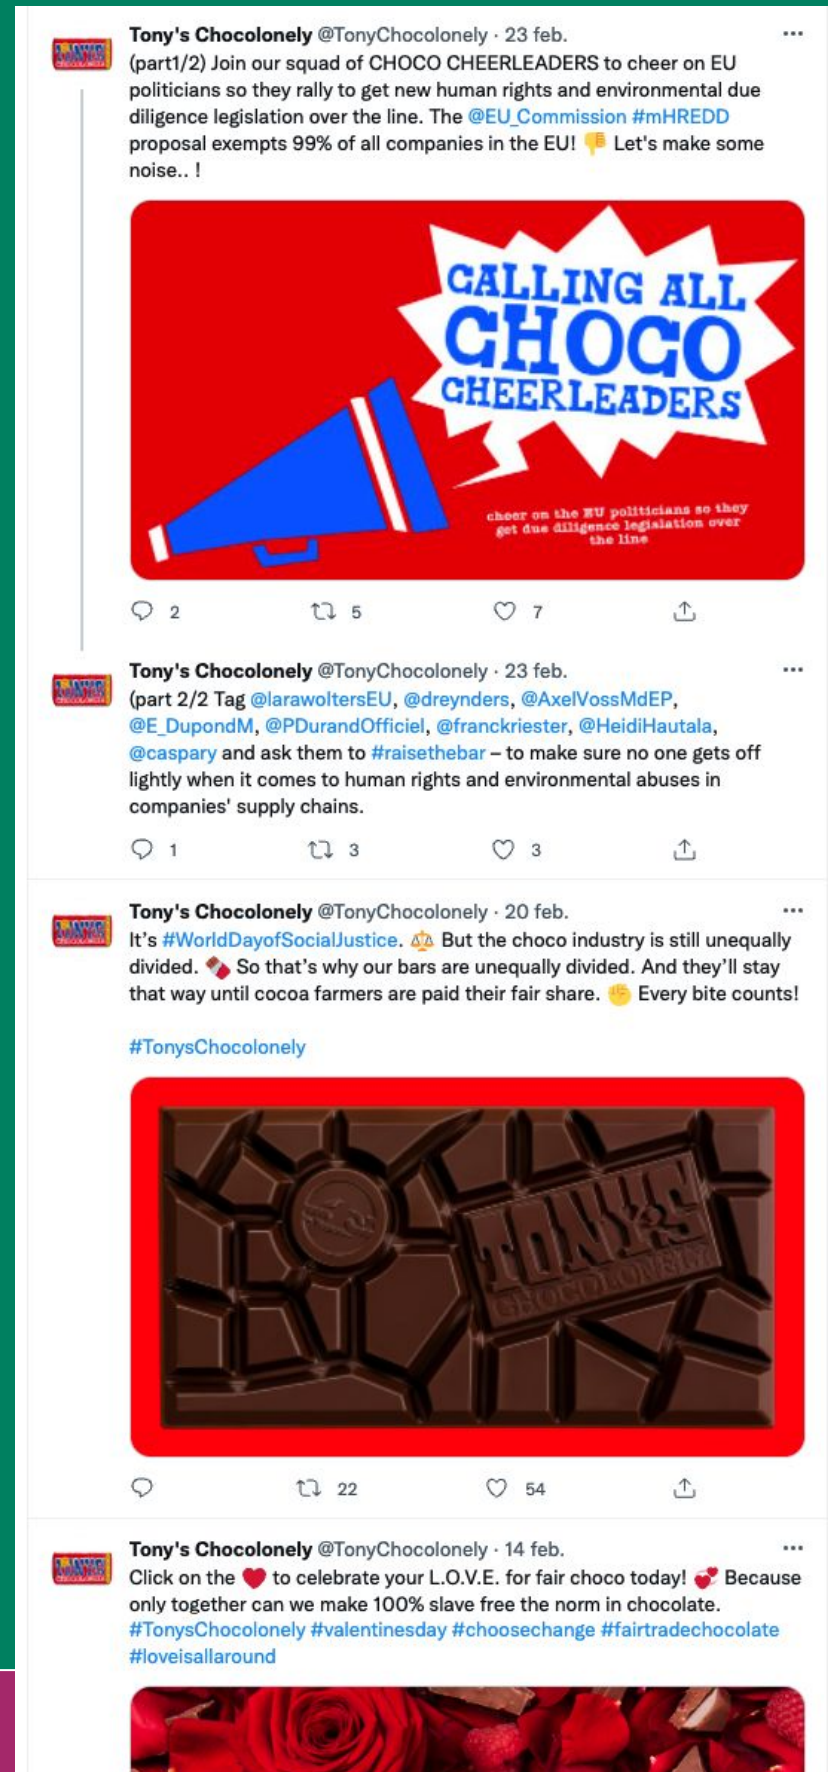 Tony's Chocolonely @TonyChocolonely · 23 feb.
(part1/2) Join our squad of CHOCO CHEERLEADERS to cheer on EU
politicians so they rally to get new human rights and environmental due
diligence legislation over the line. The @EU_Commission #mHREDD
proposal exempts 99% of all companies in the EU! 👎 Let's make some
noise.. !
CALLING ALL
CHOCO
CHEERLEADERS
cheer on the EU politicians so they
get due diligence legislation over
the line
2 5 7
Tony's Chocolonely @TonyChocolonely · 23 feb.
(part 2/2 Tag @larawoltersEU, @dreynders, @AxelVossMdEP,
@E_DupondM, @PDurandOfficiel, @franckriester, @HeidiHautala,
@caspary and ask them to #raisethebar – to make sure no one gets off
lightly when it comes to human rights and environmental abuses in
companies' supply chains.
1 3 3
Tony's Chocolonely @TonyChocolonely · 20 feb.
It's #WorldDayofSocialJustice. ⚖️ But the choco industry is still unequally
divided. 🍫 So that's why our bars are unequally divided. And they'll stay
that way until cocoa farmers are paid their fair share. ✊ Every bite counts!
#TonysChocolonely
TONY'S
CHOCOLONELY
22 54
Tony's Chocolonely @TonyChocolonely · 14 feb.
Click on the ❤️ to celebrate your L.O.V.E. for fair choco today! 💞 Because
only together can we make 100% slave free the norm in chocolate.
#TonysChocolonely #valentinesday #choosechange #fairtradechocolate
#loveisallaround